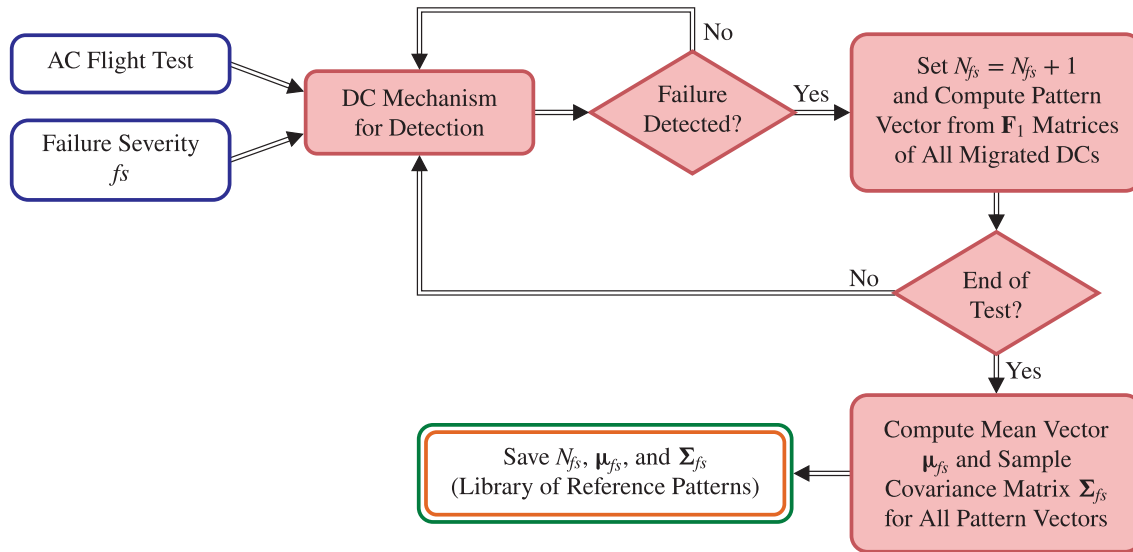 AC Flight Test
Failure Severity
fs
DC Mechanism
for Detection
No
Failure
Detected?
Yes
Set N_fs = N_fs + 1
and Compute Pattern
Vector from F₁ Matrices
of All Migrated DCs
No
End of
Test?
Yes
Compute Mean Vector
μ_fs and Sample
Covariance Matrix Σ_fs
for All Pattern Vectors
Save N_fs, μ_fs, and Σ_fs
(Library of Reference Patterns)